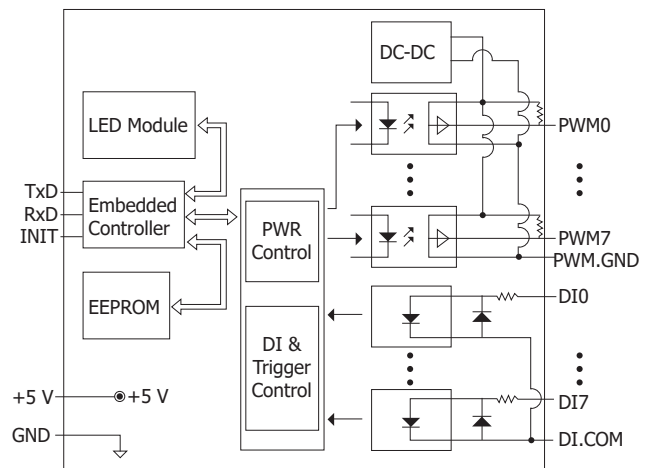 DC-DC
LED Module
PWM0
TxD
RxD
INIT
Embedded
Controller
PWR
Control
PWM7
PWM.GND
EEPROM
DI0
DI &
Trigger
Control
+5 V
+5 V
DI7
GND
DI.COM